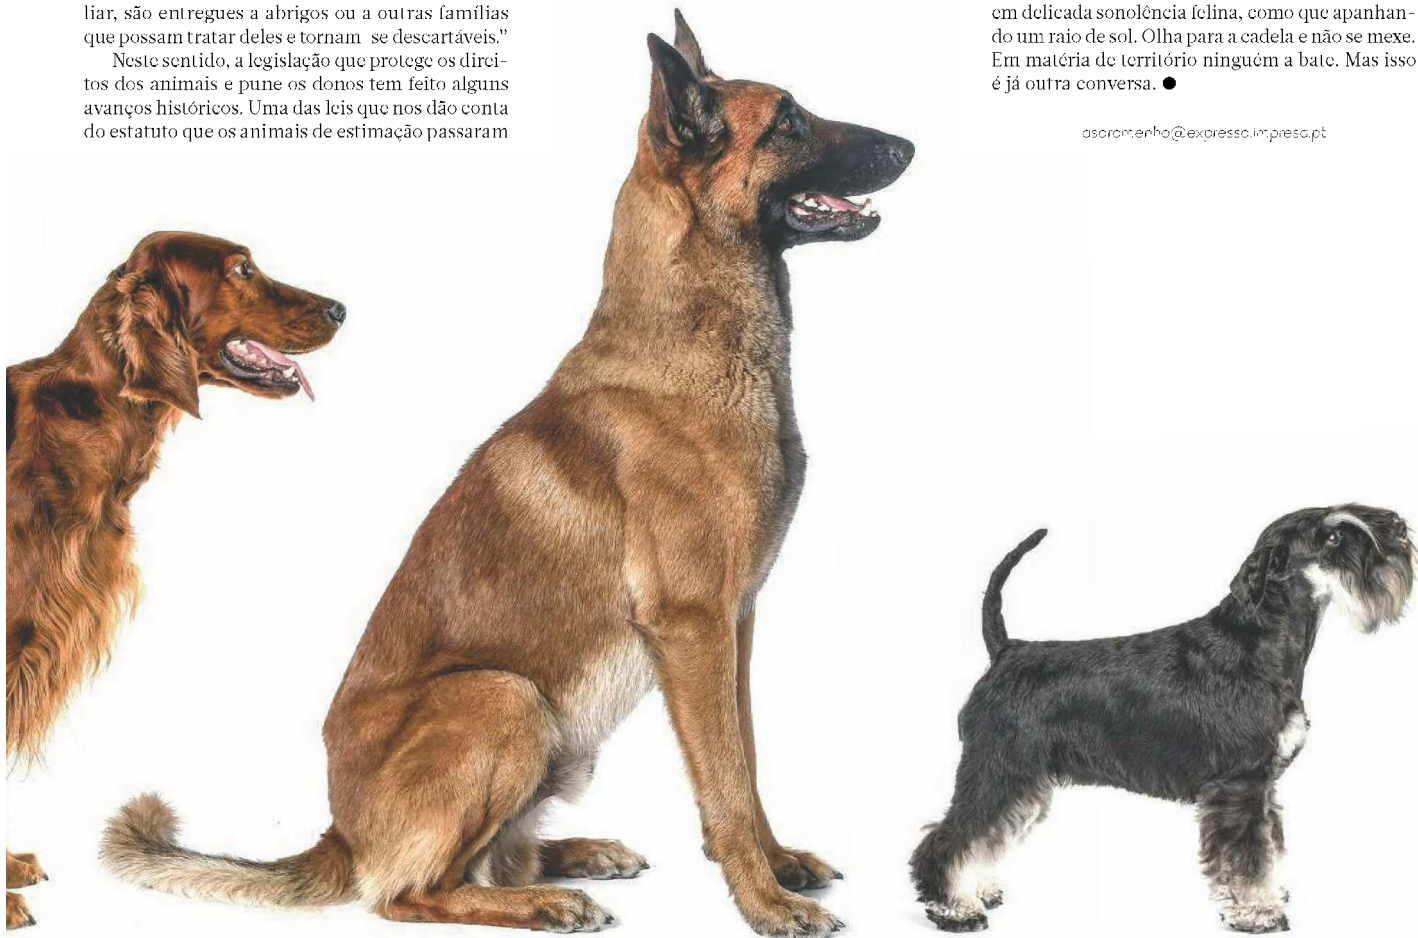 liar, são entregues a abrigos ou a outras famílias
que possam tratar deles e tornam se descartáveis.”
Neste sentido, a legislação que protege os direi-
tos dos animais e pune os donos tem feito alguns
avanços históricos. Uma das leis que nos dão conta
do estatuto que os animais de estimação passaram
em delicada sonolência felina, como que apanhan-
do um raio de sol. Olha para a cadela e não se mexe.
Em matéria de território ninguém a bate. Mas isso
é já outra conversa. ●
asoromenho@expresso.impresa.pt